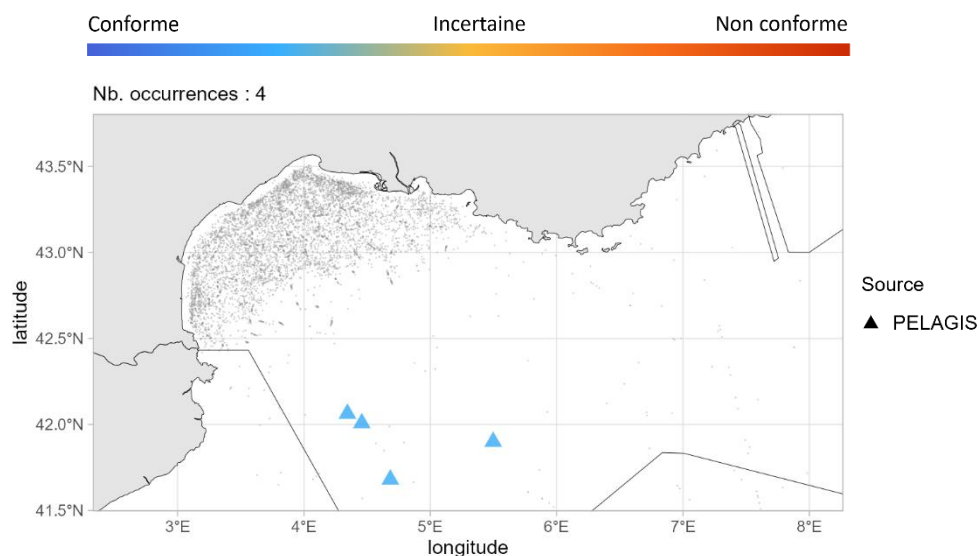 Conforme Incertaine Non conforme
Nb. occurrences : 4
43.5°N
43.0°N
42.5°N
42.0°N
41.5°N
latitude
Source
PELAGIS
3°E 4°E 5°E 6°E 7°E 8°E
longitude